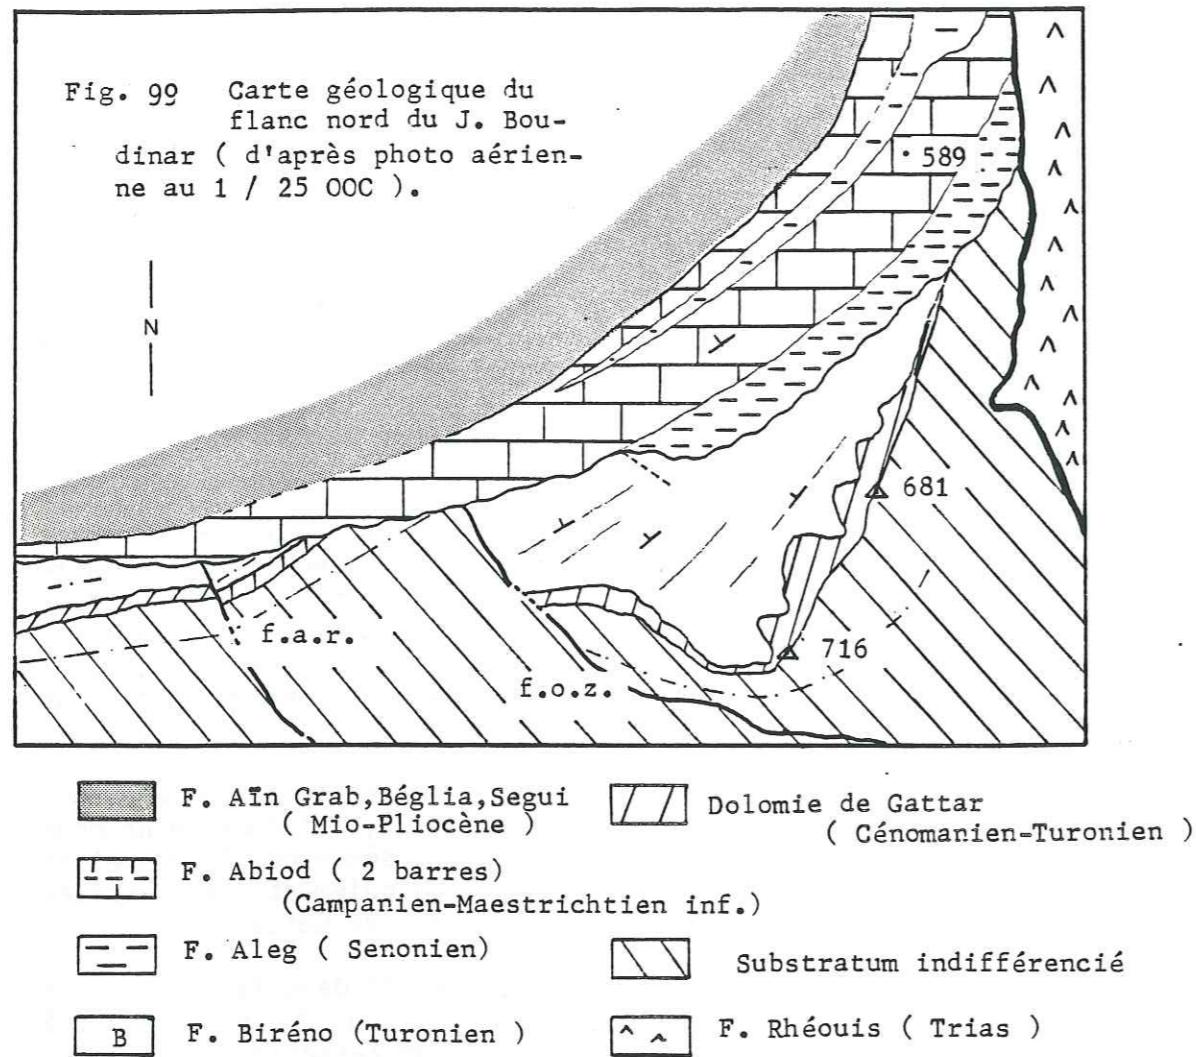 Fig. 99 Carte géologique du
flanc nord du J. Bou-
dinar ( d'après photo aérien-
ne au 1 / 25 OOC ).
N
589
681
716
f.a.r.
f.o.z.
F. Aïn Grab,Béglia,Segui
( Mio-Pliocène )
F. Abiod ( 2 barres)
(Campanien-Maestrichtien inf.)
F. Aleg ( Senonien)
B F. Biréno (Turonien )
Dolomie de Gattar
( Cénomanien-Turonien )
Substratum indifférencié
F. Rhéouis ( Trias )